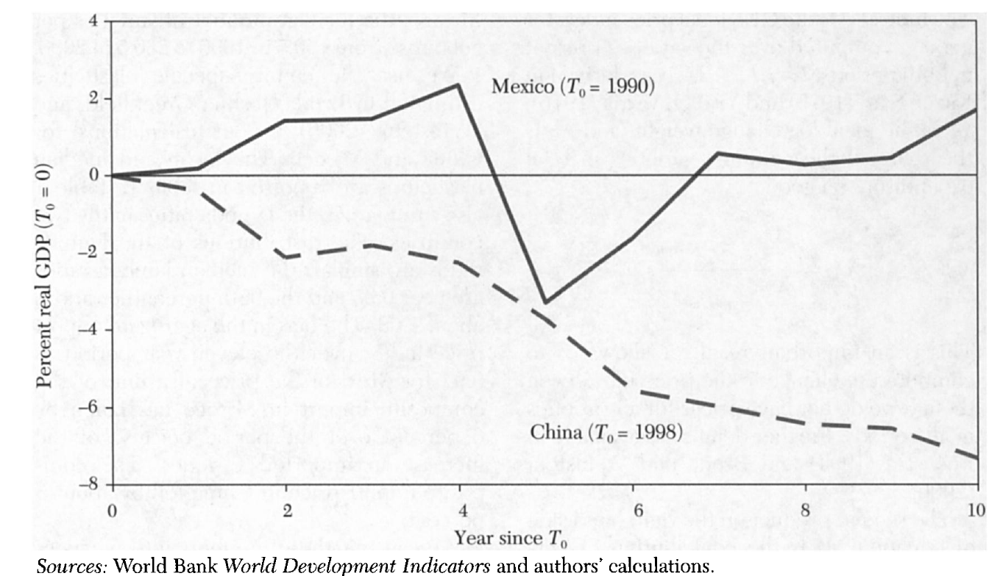 4
Mexico (T₀ = 1990)
2
0
Percent real GDP (T₀ = 0)
–2
–4
–6
China (T₀ = 1998)
–8
0 2 4 6 8 10
Year since T₀
Sources: World Bank World Development Indicators and authors' calculations.